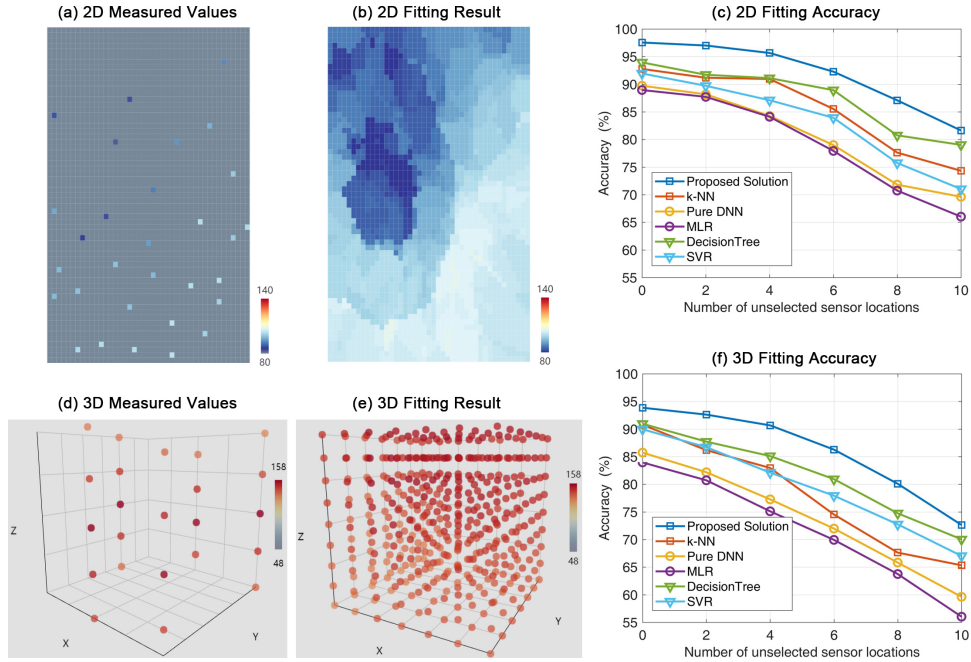 (a) 2D Measured Values
140
80
(b) 2D Fitting Result
140
80
(c) 2D Fitting Accuracy
100
95
90
85
80
75
70
65
60
55
Accuracy (%)
0 2 4 6 8 10
Number of unselected sensor locations
Proposed Solution
k-NN
Pure DNN
MLR
DecisionTree
SVR
(d) 3D Measured Values
Z
X
Y
158
48
(e) 3D Fitting Result
Z
X
Y
158
48
(f) 3D Fitting Accuracy
100
95
90
85
80
75
70
65
60
55
Accuracy (%)
0 2 4 6 8 10
Number of unselected sensor locations
Proposed Solution
k-NN
Pure DNN
MLR
DecisionTree
SVR